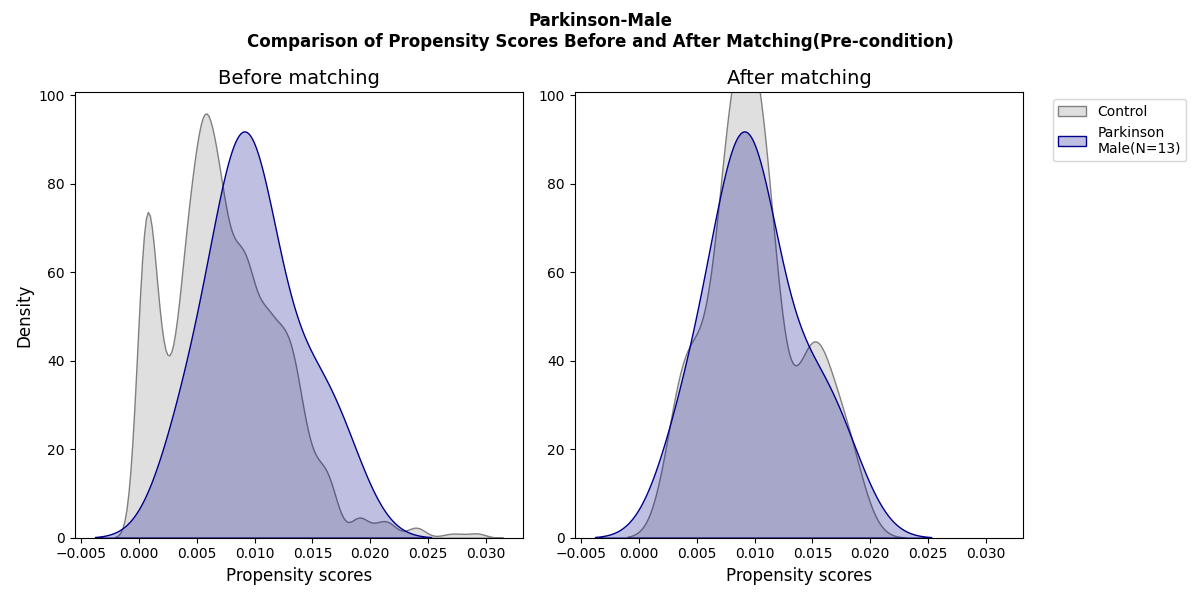 Parkinson-Male
Comparison of Propensity Scores Before and After Matching(Pre-condition)
Before matching
After matching
Density
100
80
60
40
20
0
−0.005 0.000 0.005 0.010 0.015 0.020 0.025 0.030
Propensity scores
100
80
60
40
20
0
−0.005 0.000 0.005 0.010 0.015 0.020 0.025 0.030
Propensity scores
Control
Parkinson
Male(N=13)